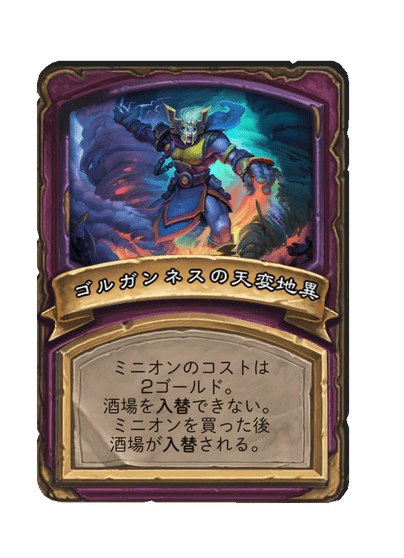 ゴルガンネスの天変地異
ミニオンのコストは
2ゴールド。
酒場を入替できない。
ミニオンを買った後
酒場が入替される。